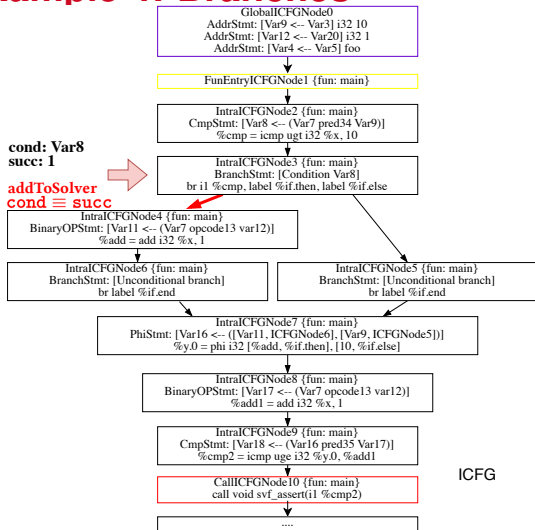 Example 4: Branches
GlobalICFGNode0
AddrStmt: [Var9 <-- Var3] i32 10
AddrStmt: [Var12 <-- Var20] i32 1
AddrStmt: [Var4 <-- Var5] foo
FunEntryICFGNode1 {fun: main}
IntraICFGNode2 {fun: main}
CmpStmt: [Var8 <-- (Var7 pred34 Var9)]
%cmp = icmp ugt i32 %x, 10
cond: Var8
succ: 1
addToSolver
cond ≡ succ
IntraICFGNode3 {fun: main}
BranchStmt: [Condition Var8]
br i1 %cmp, label %if.then, label %if.else
IntraICFGNode4 {fun: main}
BinaryOPStmt: [Var11 <-- (Var7 opcode13 var12)]
%add = add i32 %x, 1
IntraICFGNode6 {fun: main}
BranchStmt: [Unconditional branch]
br label %if.end
IntraICFGNode5 {fun: main}
BranchStmt: [Unconditional branch]
br label %if.end
IntraICFGNode7 {fun: main}
PhiStmt: [Var16 <-- ([Var11, ICFGNode6], [Var9, ICFGNode5])]
%y.0 = phi i32 [%add, %if.then], [10, %if.else]
IntraICFGNode8 {fun: main}
BinaryOPStmt: [Var17 <-- (Var7 opcode13 var12)]
%add1 = add i32 %x, 1
IntraICFGNode9 {fun: main}
CmpStmt: [Var18 <-- (Var16 pred35 Var17)]
%cmp2 = icmp uge i32 %y.0, %add1
CallICFGNode10 {fun: main}
call void svf_assert(i1 %cmp2)
....
ICFG